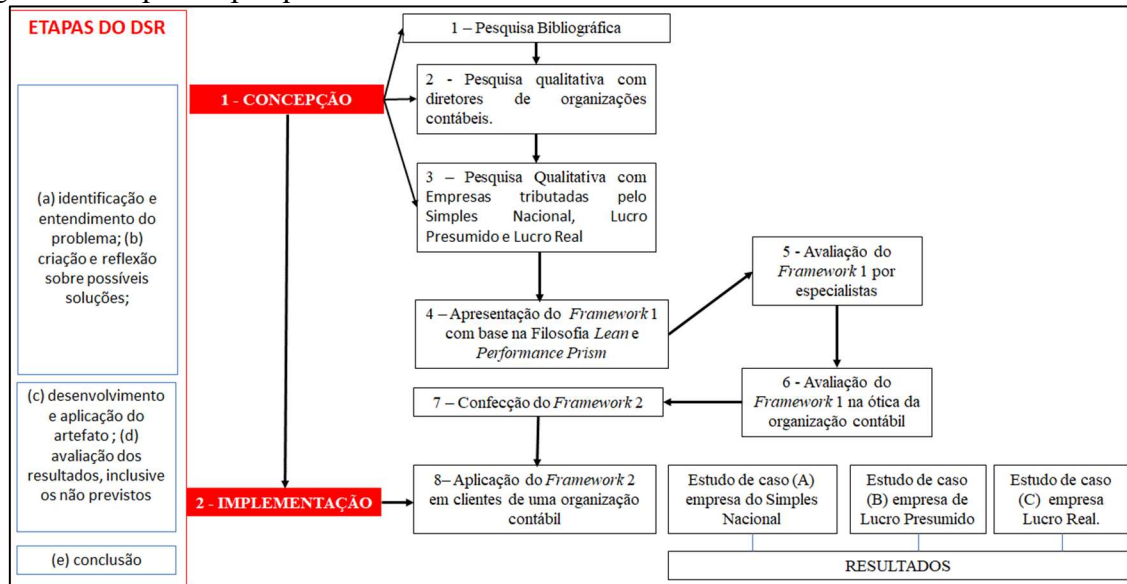 ETAPAS DO DSR
(a) identificação e
entendimento do
problema; (b)
criação e reflexão
sobre possíveis
soluções;
(c) desenvolvimento
e aplicação do
artefato ; (d)
avaliação dos
resultados, inclusive
os não previstos
(e) conclusão
1 - CONCEPÇÃO
2 - IMPLEMENTAÇÃO
1 – Pesquisa Bibliográfica
2 - Pesquisa qualitativa com
diretores de organizações
contábeis.
3 – Pesquisa Qualitativa com
Empresas tributadas pelo
Simples Nacional, Lucro
Presumido e Lucro Real
4 – Apresentação do Framework 1
com base na Filosofia Lean e
Performance Prism
5 - Avaliação do
Framework 1 por
especialistas
6 - Avaliação do
Framework 1 na ótica da
organização contábil
7 – Confecção do Framework 2
8– Aplicação do Framework 2
em clientes de uma organização
contábil
Estudo de caso (A)
empresa do Simples
Nacional
Estudo de caso
(B) empresa de
Lucro Presumido
Estudo de caso
(C) empresa
Lucro Real.
RESULTADOS